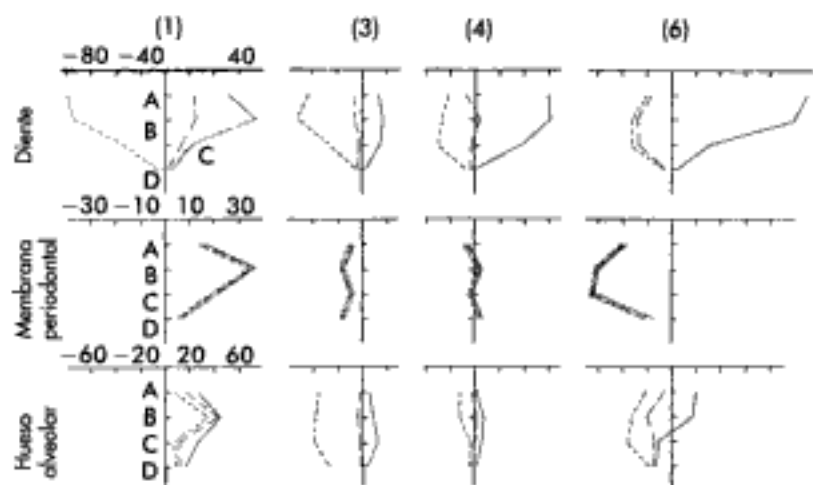 (1) (3) (4) (6)
−80 −40 40
A
B
C
D
Diente
−30 −10 10 30
A
B
C
D
Membrana
periodontal
−60 −20 20 60
A
B
C
D
Hueso
alveolar